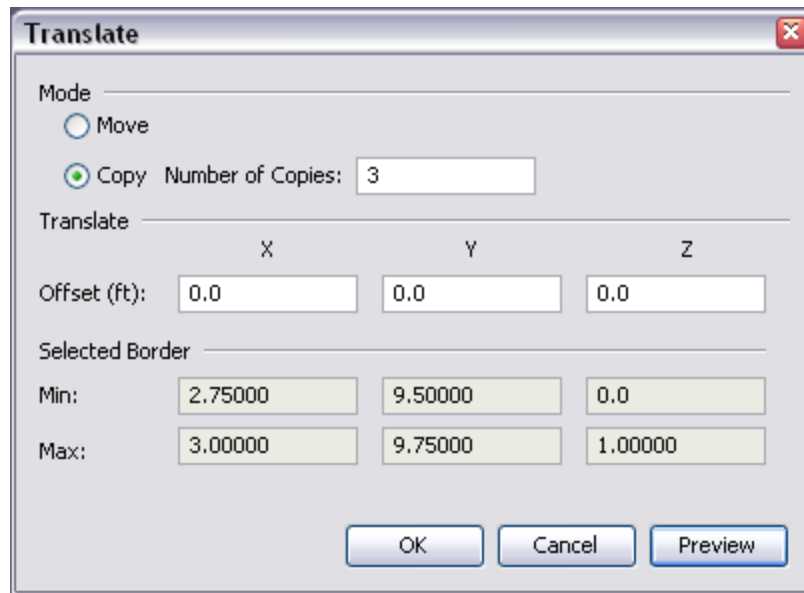 Translate
Mode
Move
Copy Number of Copies: 3
Translate
X Y Z
Offset (ft): 0.0 0.0 0.0
Selected Border
Min: 2.75000 9.50000 0.0
Max: 3.00000 9.75000 1.00000
OK Cancel Preview